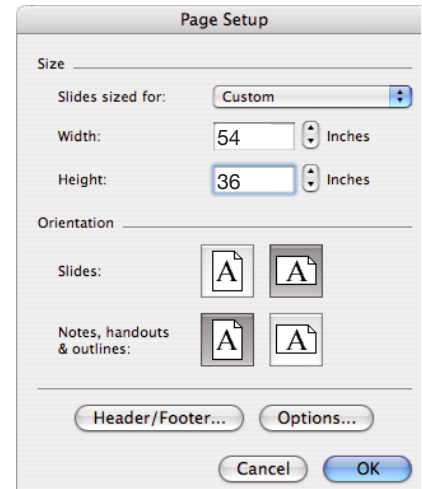 Page Setup
Size
Slides sized for: Custom
Width: 54 Inches
Height: 36 Inches
Orientation
Slides: A A
Notes, handouts
& outlines: A A
Header/Footer... Options...
Cancel OK